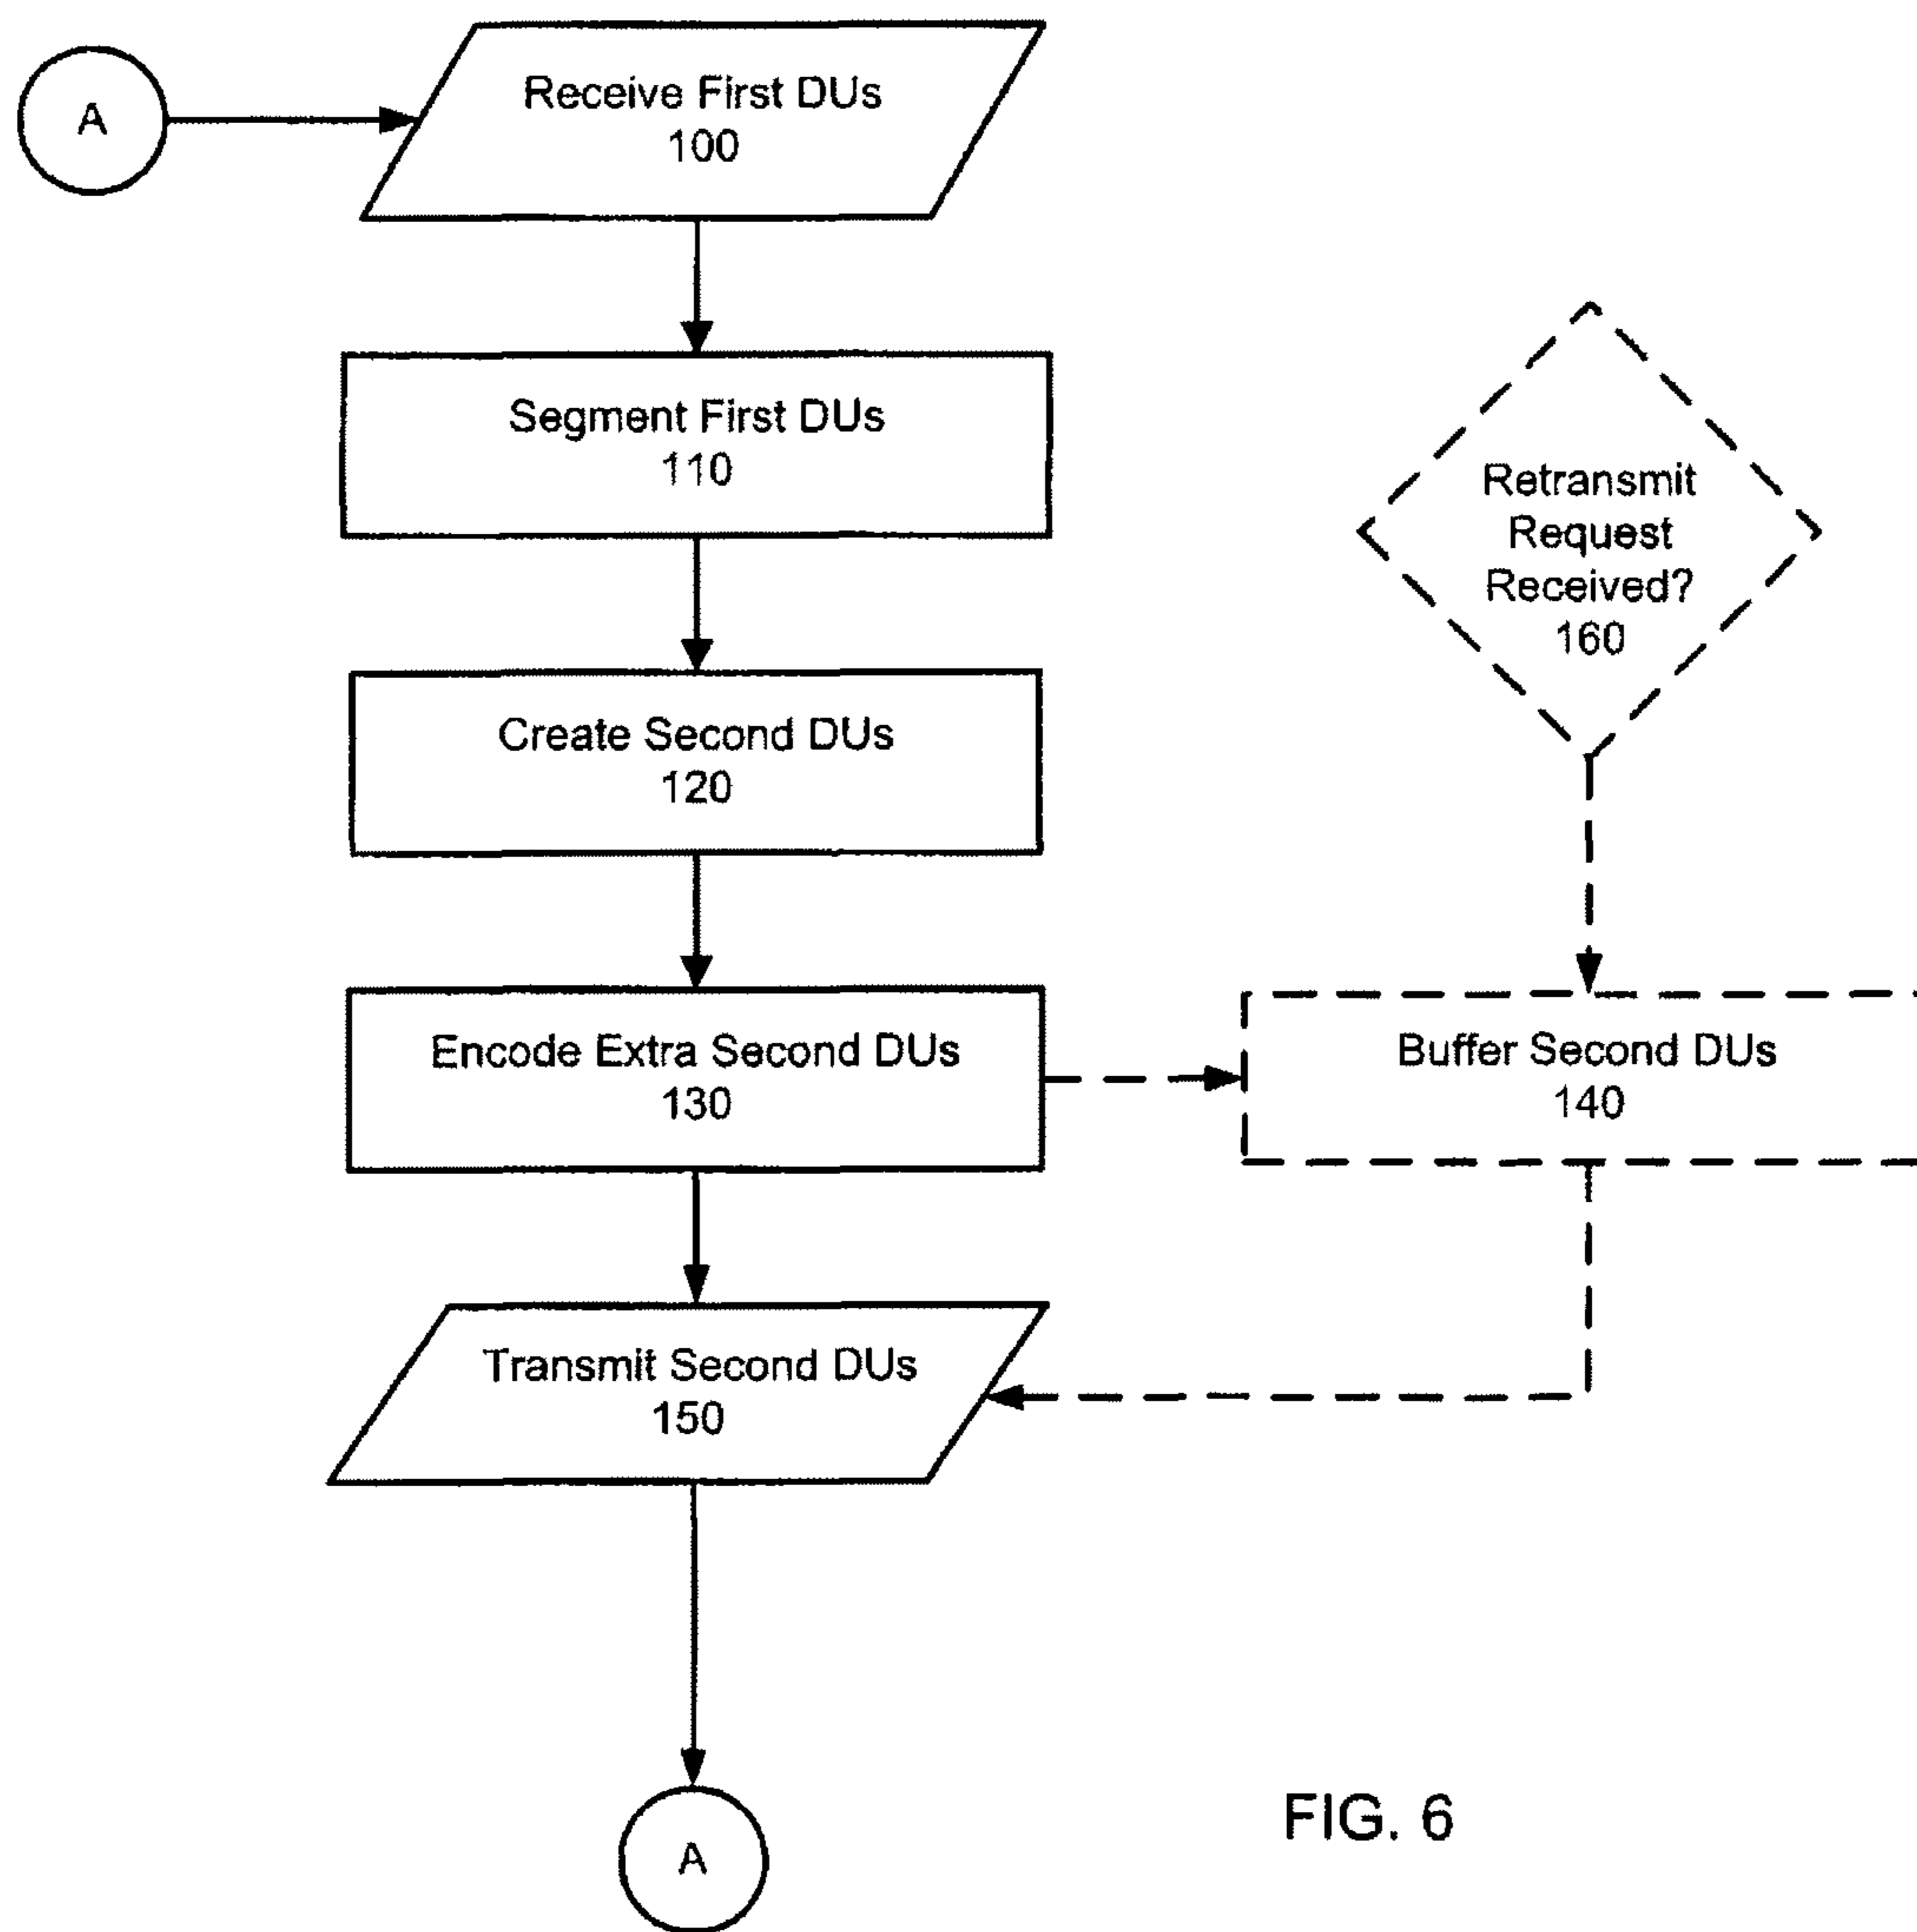 A
Receive First DUs
100
Segment First DUs
110
Retransmit
Request
Received?
160
Create Second DUs
120
Encode Extra Second DUs
130
Buffer Second DUs
140
Transmit Second DUs
150
A
FIG. 6